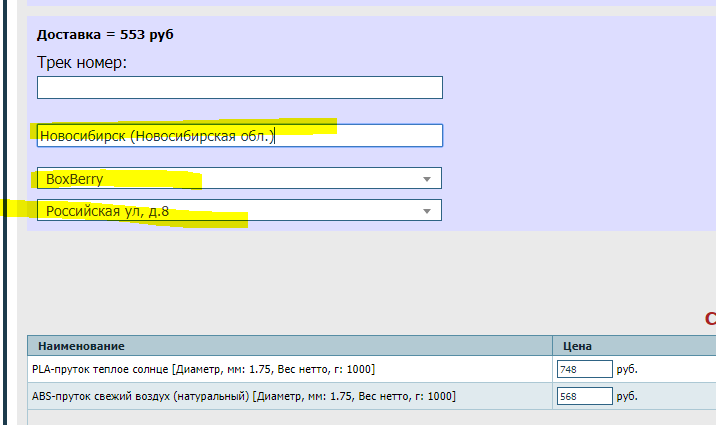 Доставка = 553 руб
Трек номер:
Новосибирск (Новосибирская обл.)
BoxBerry
Российская ул, д.8
С
Наименование Цена
PLA-пруток теплое солнце [Диаметр, мм: 1.75, Вес нетто, г: 1000] 748 руб.
ABS-пруток свежий воздух (натуральный) [Диаметр, мм: 1.75, Вес нетто, г: 1000] 568 руб.